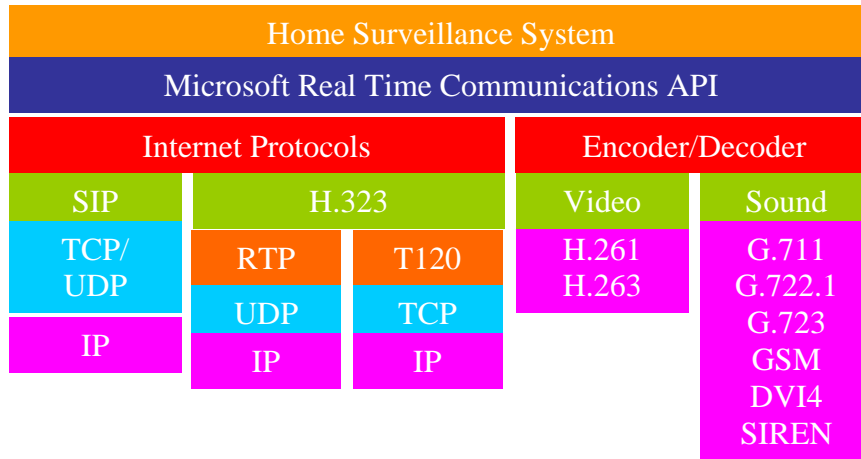 Home Surveillance System
Microsoft Real Time Communications API
Internet Protocols
Encoder/Decoder
SIP
H.323
Video
Sound
TCP/
UDP
IP
RTP
UDP
IP
T120
TCP
IP
H.261
H.263
G.711
G.722.1
G.723
GSM
DVI4
SIREN